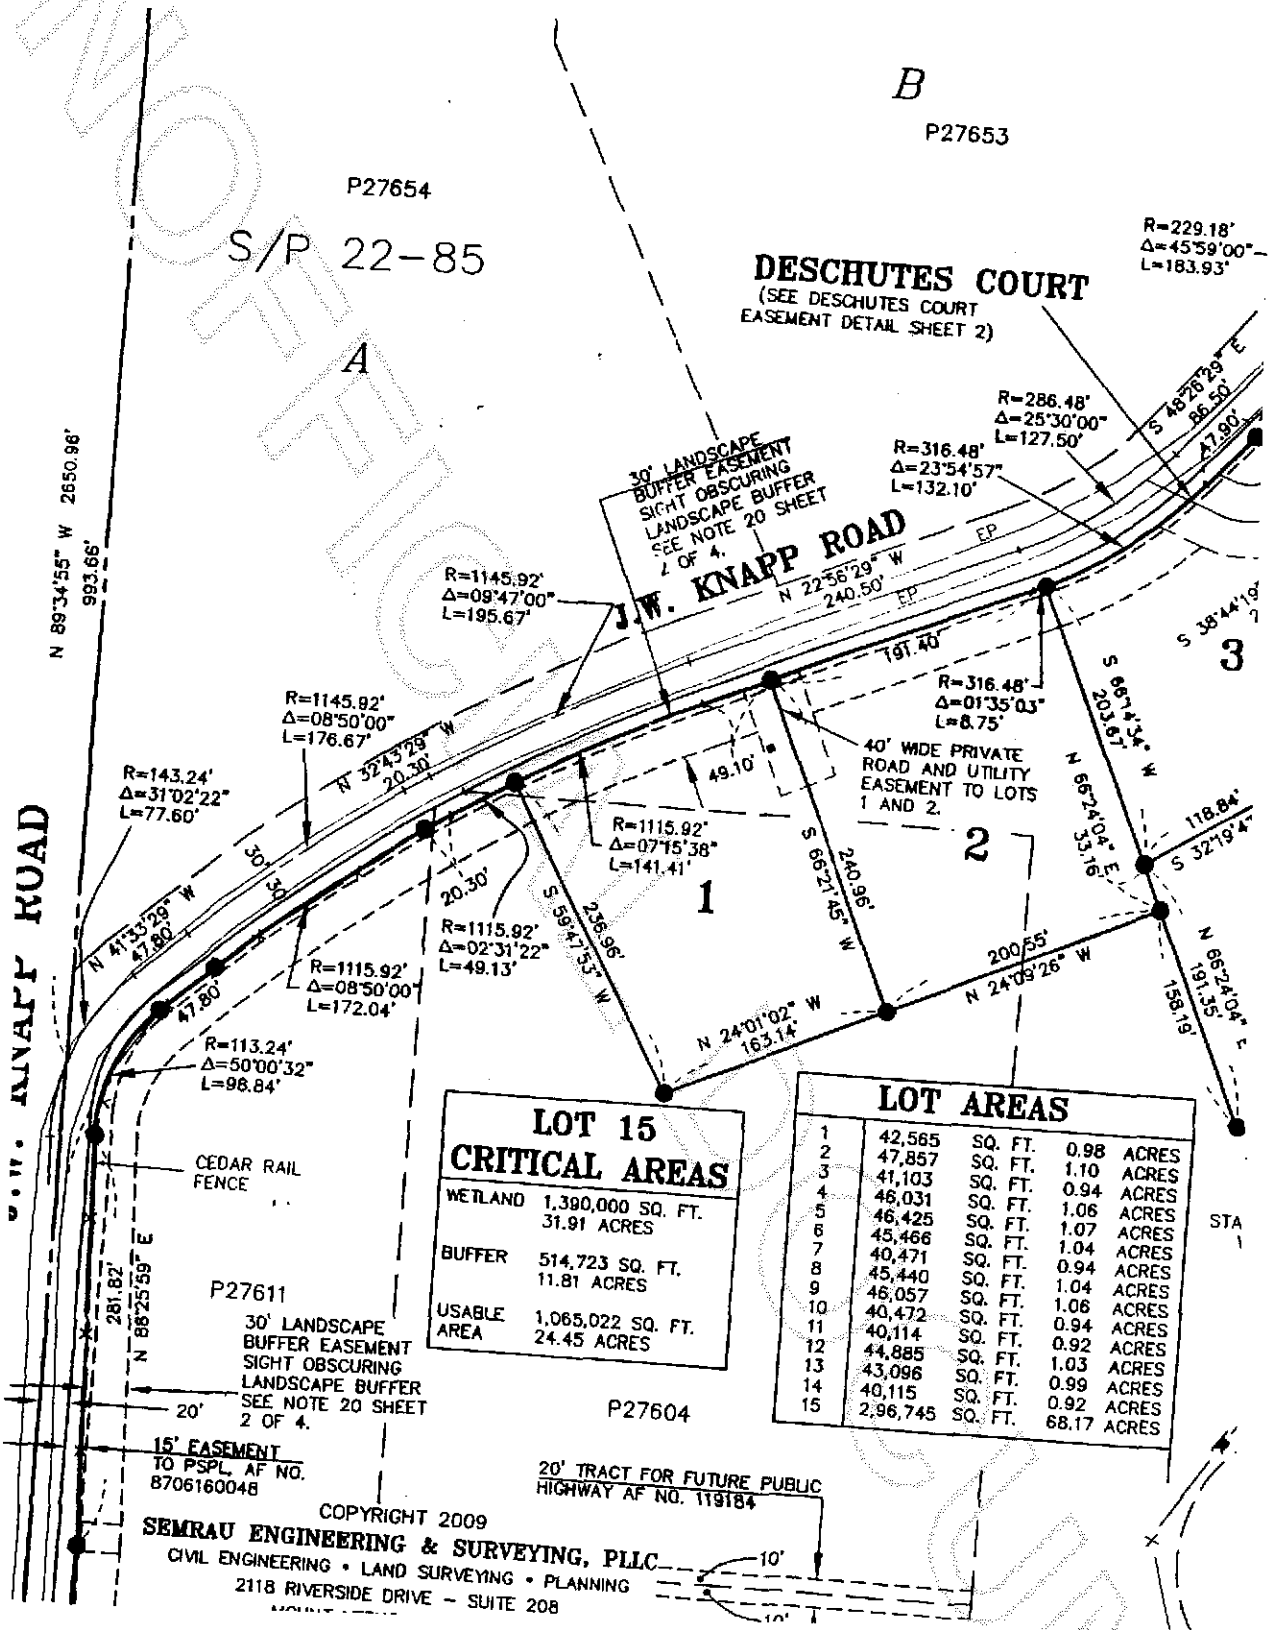 B
P27653
P27654
S/P 22-85
A
R=229.18'
Δ=45°59'00"
L=183.93'
DESCHUTES COURT
(SEE DESCHUTES COURT
EASEMENT DETAIL SHEET 2)
S 48°26'29" E
86.50'
47.90'
R=286.48'
Δ=25°30'00"
L=127.50'
R=316.48'
Δ=23°54'57"
L=132.10'
30' LANDSCAPE
BUFFER EASEMENT
SIGHT OBSCURING
LANDSCAPE BUFFER
SEE NOTE 20 SHEET
2 OF 4.
N 89°34'55" W 2650.96'
993.66'
J.W. KNAPP ROAD
N 22°56'29" W
240.50'
EP
EP
R=1145.92'
Δ=09°47'00"
L=195.67'
191.40'
S 38°44'19"
3
R=1145.92'
Δ=08°50'00"
L=176.67'
R=316.48'
Δ=01°35'03"
L=8.75'
S 66°14'34" W
203.67'
N 32°43'29" W
20.30'
R=143.24'
Δ=31°02'22"
L=77.60'
49.10'
40' WIDE PRIVATE
ROAD AND UTILITY
EASEMENT TO LOTS
1 AND 2.
N 66°24'04" E
33.16'
118.84'
S 32°19'4"
30'
30'
20.30'
R=1115.92'
Δ=07°15'38"
L=141.41'
1
2
S 66°21'45" W
240.96'
236.96'
S 59°47'53" W
J.W. KNAPP ROAD
N 41°33'29" W
47.80'
47.80'
R=1115.92'
Δ=02°31'22"
L=49.13'
R=1115.92'
Δ=08°50'00"
L=172.04'
200.55'
N 24°09'26" W
N 66°24'04" E
191.35'
158.19'
N 24°01'02" W
163.14'
R=113.24'
Δ=50°00'32"
L=98.84'
CEDAR RAIL
FENCE
LOT 15
CRITICAL AREAS
WETLAND 1,390,000 SQ. FT.
31.91 ACRES
BUFFER 514,723 SQ. FT.
11.81 ACRES
USABLE 1,065,022 SQ. FT.
AREA 24.45 ACRES
LOT AREAS
1 42,565 SQ. FT. 0.98 ACRES
2 47,857 SQ. FT. 1.10 ACRES
3 41,103 SQ. FT. 0.94 ACRES
4 46,031 SQ. FT. 1.06 ACRES
5 46,425 SQ. FT. 1.07 ACRES
6 45,466 SQ. FT. 1.04 ACRES
7 40,471 SQ. FT. 0.94 ACRES
8 45,440 SQ. FT. 1.04 ACRES
9 46,057 SQ. FT. 1.06 ACRES
10 40,472 SQ. FT. 0.94 ACRES
11 40,114 SQ. FT. 0.92 ACRES
12 44,885 SQ. FT. 1.03 ACRES
13 43,096 SQ. FT. 0.99 ACRES
14 40,115 SQ. FT. 0.92 ACRES
15 2,96,745 SQ. FT. 68.17 ACRES
STA
281.82'
N 88°25'59" E
P27611
30' LANDSCAPE
BUFFER EASEMENT
SIGHT OBSCURING
LANDSCAPE BUFFER
SEE NOTE 20 SHEET
2 OF 4.
20'
15' EASEMENT
TO PSPL, AF NO.
8706160048
P27604
20' TRACT FOR FUTURE PUBLIC
HIGHWAY AF NO. 119184
10'
10'
COPYRIGHT 2009
SEMRAU ENGINEERING & SURVEYING, PLLC
CIVIL ENGINEERING • LAND SURVEYING • PLANNING
2118 RIVERSIDE DRIVE - SUITE 208